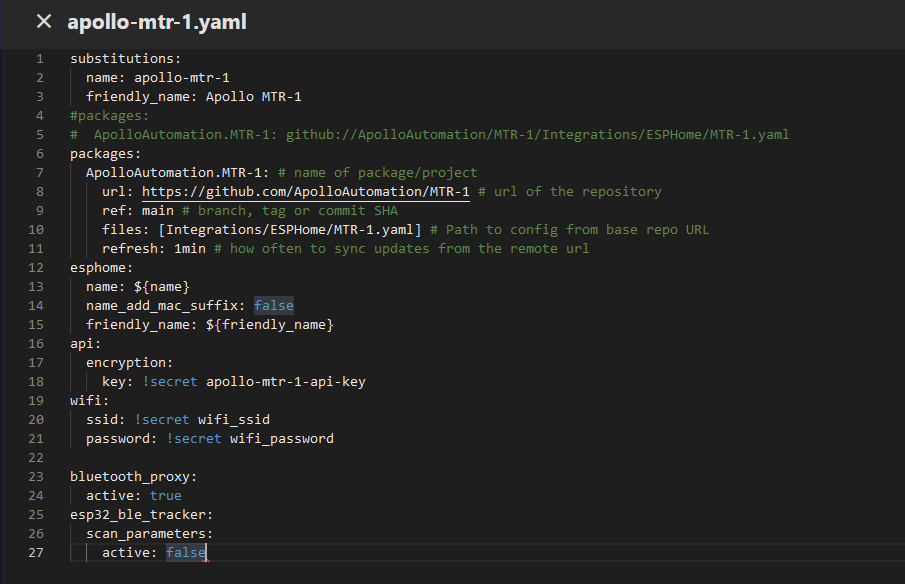 × apollo-mtr-1.yaml
1 substitutions:
2   name: apollo-mtr-1
3   friendly_name: Apollo MTR-1
4 #packages:
5 #  ApolloAutomation.MTR-1: github://ApolloAutomation/MTR-1/Integrations/ESPHome/MTR-1.yaml
6 packages:
7   ApolloAutomation.MTR-1: # name of package/project
8     url: https://github.com/ApolloAutomation/MTR-1 # url of the repository
9     ref: main # branch, tag or commit SHA
10     files: [Integrations/ESPHome/MTR-1.yaml] # Path to config from base repo URL
11     refresh: 1min # how often to sync updates from the remote url
12 esphome:
13   name: ${name}
14   name_add_mac_suffix: false
15   friendly_name: ${friendly_name}
16 api:
17   encryption:
18     key: !secret apollo-mtr-1-api-key
19 wifi:
20   ssid: !secret wifi_ssid
21   password: !secret wifi_password
22
23 bluetooth_proxy:
24   active: true
25 esp32_ble_tracker:
26   scan_parameters:
27     active: false